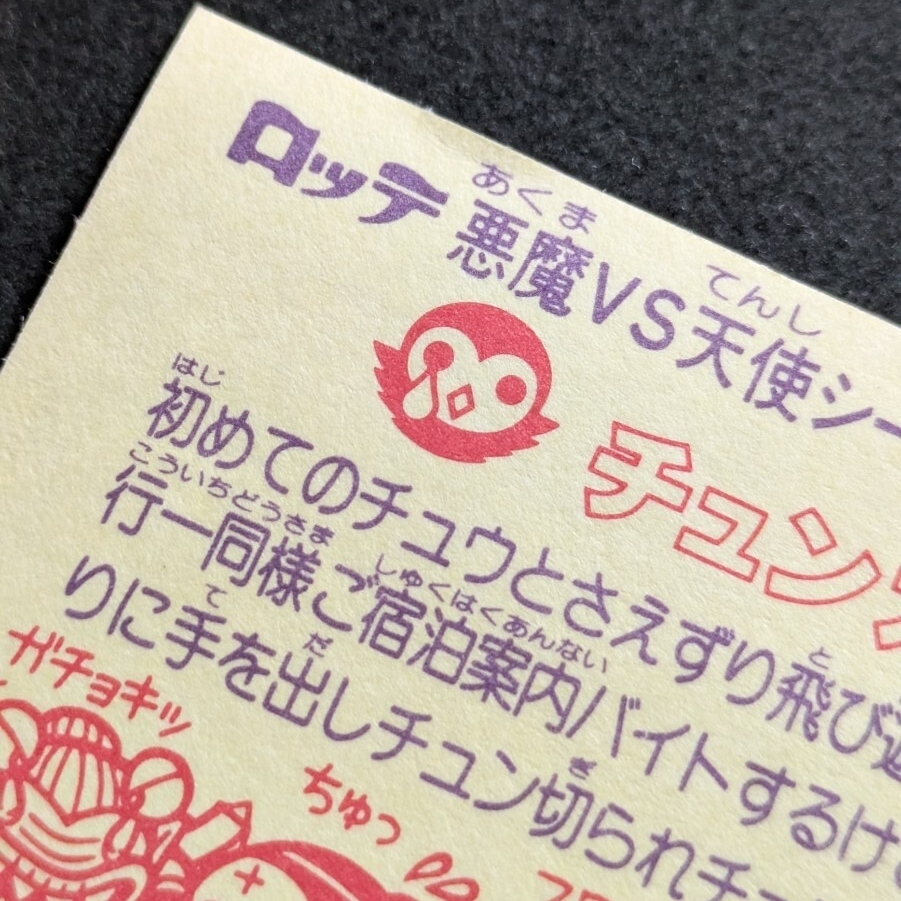 ロッテ 悪魔VS天使シー
あくま
てんし
チュン
初めてのチュウとさえずり飛び
はじ
と
行一同様ご宿泊案内バイトするけ
こういちどうさま
しゅくはくあんない
りに手を出しチュン切られチ
て
だ
き
ガチョキッ
ちゅっ